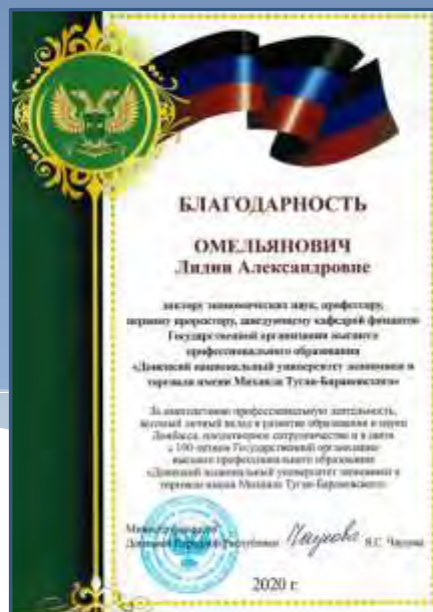 БЛАГОДАРНОСТЬ
ОМЕЛЬЯНОВИЧ
Лидии Александровне
доктору экономических наук, профессору,
первому проректору, заведующему кафедрой финансов
Государственной организации высшего
профессионального образования
«Донецкий национальный университет экономики и
торговли имени Михаила Туган-Барановского»
За многолетнюю профессиональную деятельность,
весомый личный вклад в развитие образования и науки
Донбасса, плодотворное сотрудничество и в связи
с 100-летием Государственной организации
высшего профессионального образования
«Донецкий национальный университет экономики и
торговли имени Михаила Туган-Барановского»
Донецкой Народной Республики
2020 г.